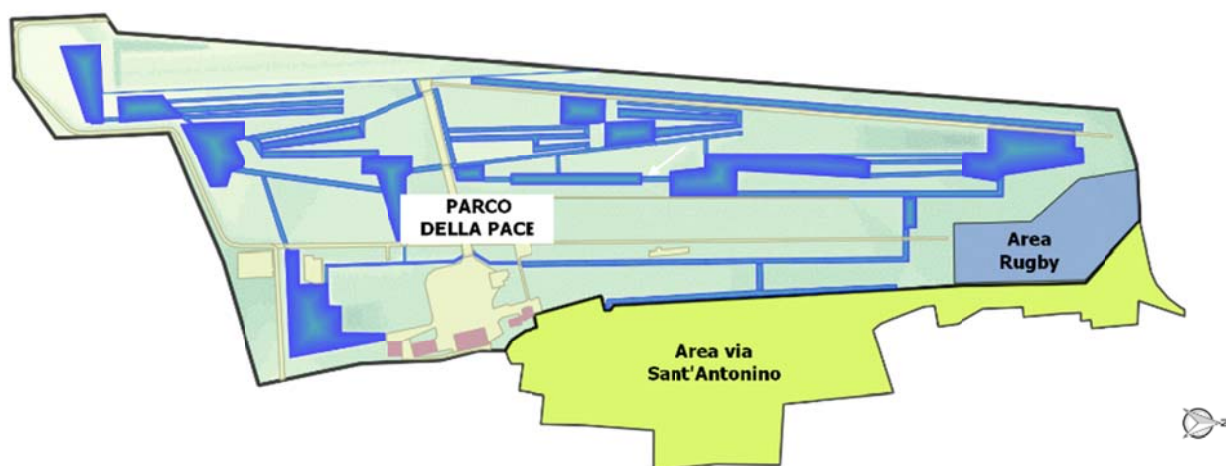 PARCO
DELLA PACE
Area
Rugby
Area via
Sant'Antonino
N